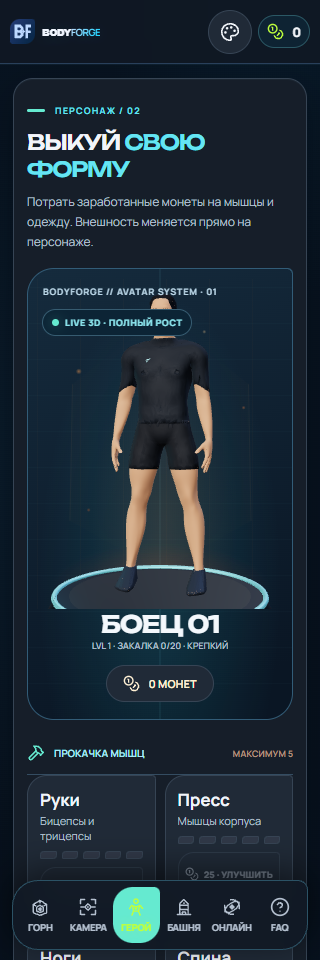 BODYFORGE
0
ПЕРСОНАЖ / 02
ВЫКУЙ СВОЮ
ФОРМУ
Потрать заработанные монеты на мышцы и
одежду. Внешность меняется прямо на
персонаже.
BODYFORGE // AVATAR SYSTEM · 01
LIVE 3D · ПОЛНЫЙ РОСТ
БОЕЦ 01
LVL 1 · ЗАКАЛКА 0/20 · КРЕПКИЙ
0 МОНЕТ
ПРОКАЧКА МЫШЦ
МАКСИМУМ 5
Руки
Пресс
Бицепсы и
трицепсы
Мышцы корпуса
25 · УЛУЧШИТЬ
ГОРН
КАМЕРА
ГЕРОЙ
БАШНЯ
ОНЛАЙН
FAQ
Ноги
Спина